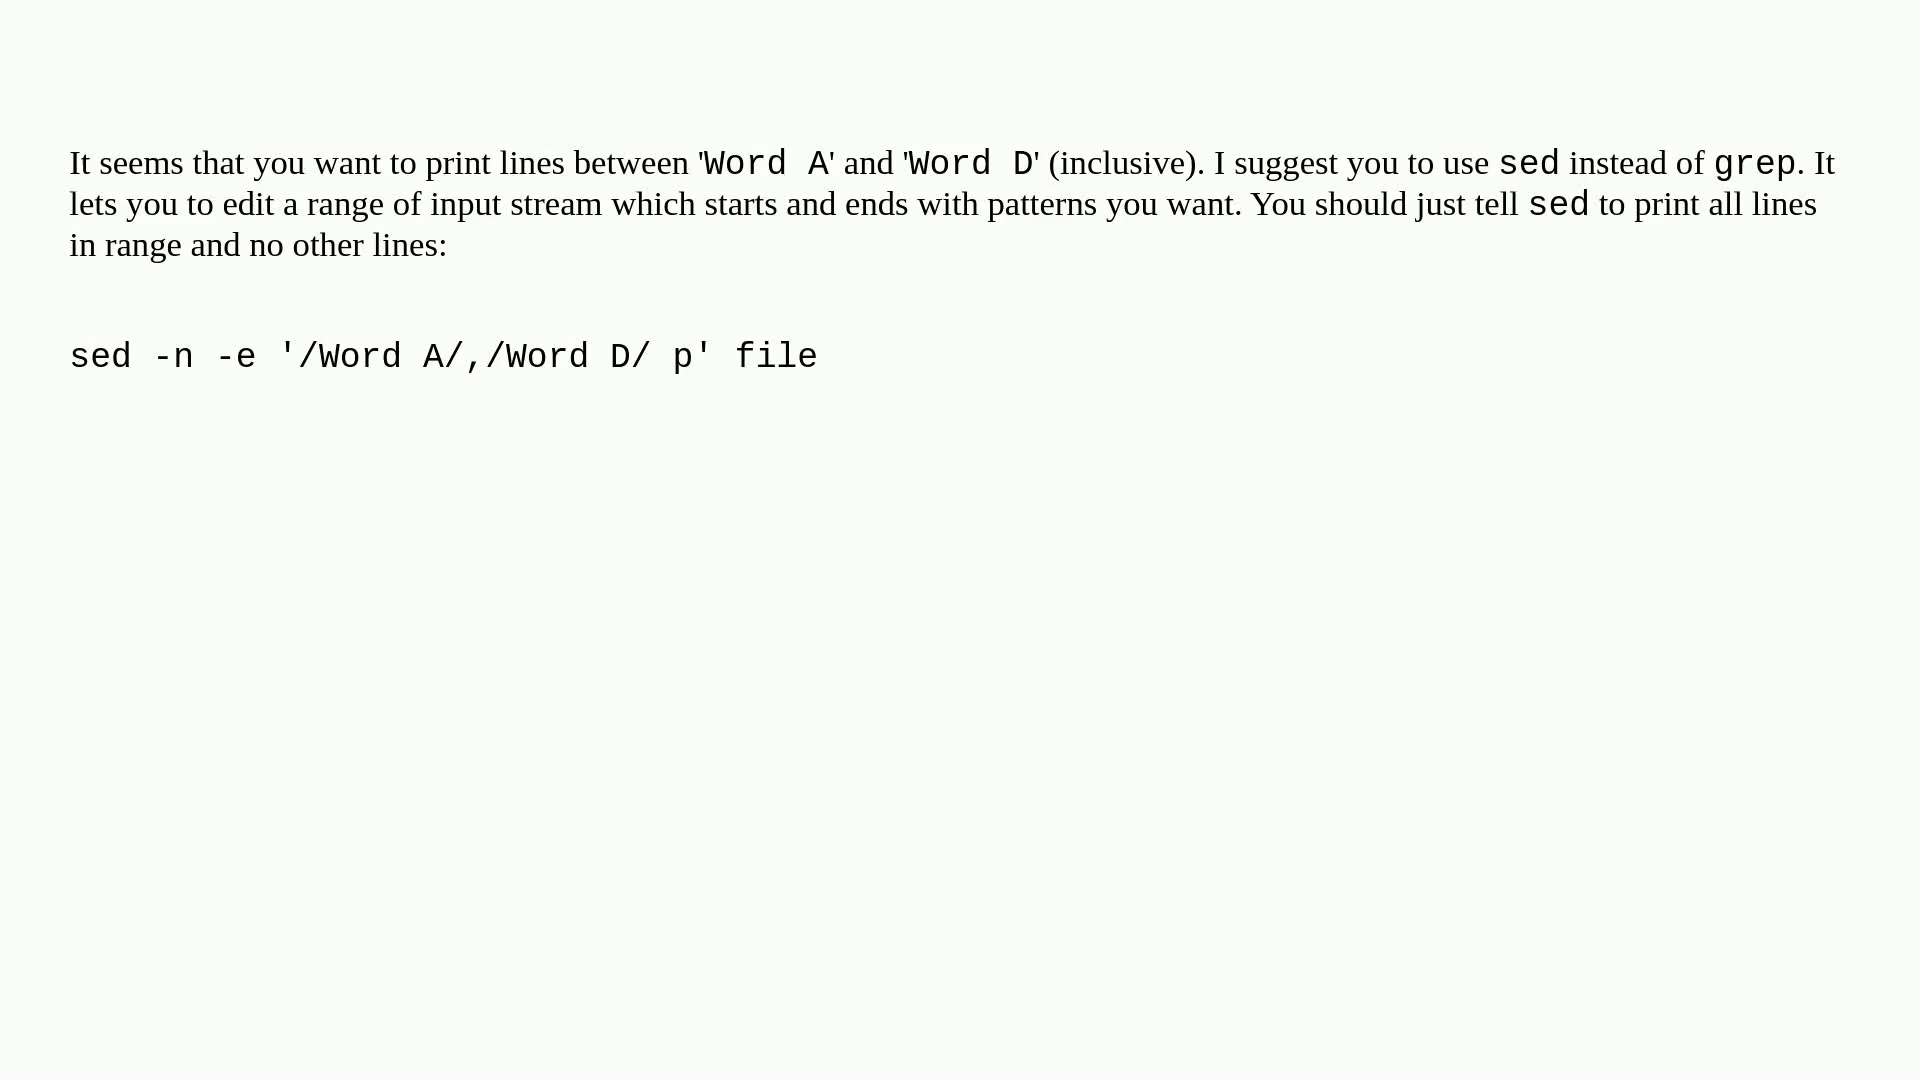 It seems that you want to print lines between 'Word A' and 'Word D' (inclusive). I suggest you to use sed instead of grep. It
lets you to edit a range of input stream which starts and ends with patterns you want. You should just tell sed to print all lines
in range and no other lines:
sed -n -e '/Word A/,/Word D/ p' file